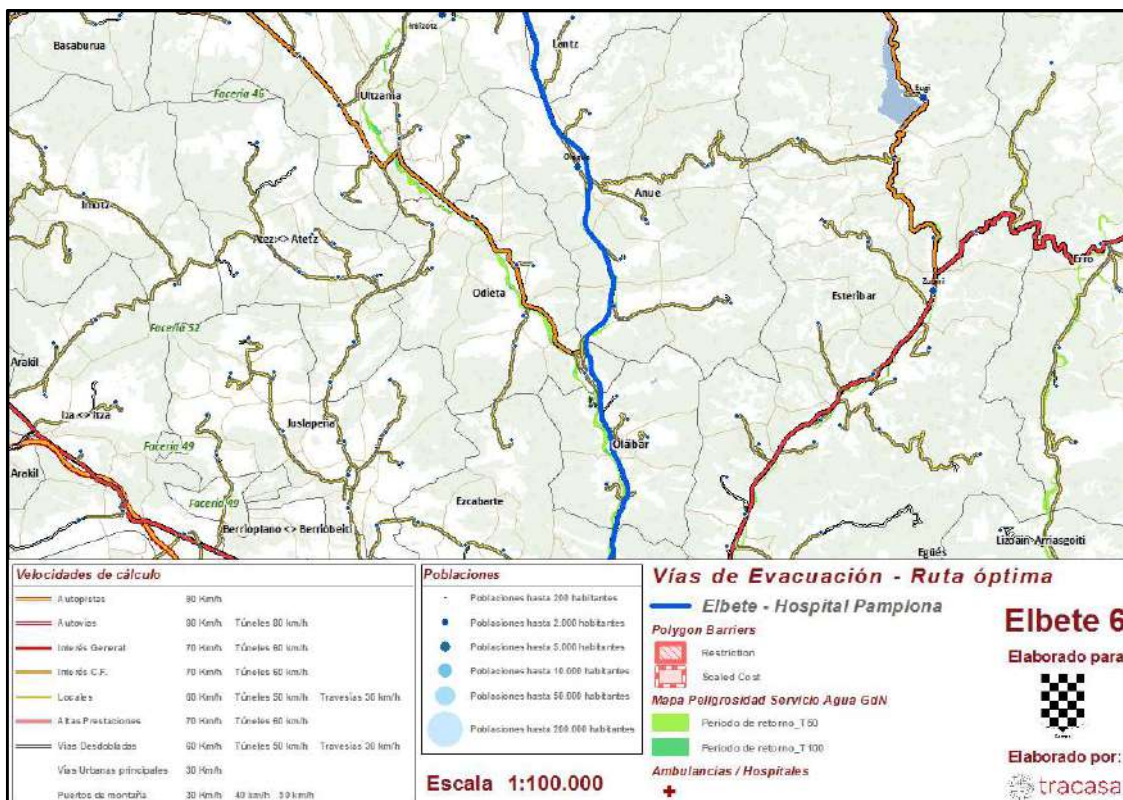 Basaburua
Lantz
Facería 46
Ultzama
Eugi
Anue
Imotz
Atez <> Atetz
Erro
Odieta
Esteribar
Zubiri
Facería 52
Arakil
Iza <> Itza
Juslapeña
Olaibar
Facería 49
Arakil
Facería 49
Ezcabarte
Berrioplano <> Berriobeiti
Egüés
Lizoain-Arriasgoiti
Velocidades de cálculo
Autopistas 90 Km/h
Autovías 90 Km/h Túneles 80 km/h
Interés General 70 Km/h Túneles 60 km/h
Interés C.F. 70 Km/h Túneles 60 km/h
Locales 60 Km/h Túneles 50 km/h Travesías 30 km/h
Altas Prestaciones 70 Km/h Túneles 60 km/h
Vías Desdobladas 60 Km/h Túneles 50 km/h Travesías 30 km/h
Vías Urbanas principales 30 Km/h
Puertos de montaña 30 Km/h 40 km/h 50 km/h
Poblaciones
Poblaciones hasta 200 habitantes
Poblaciones hasta 2.000 habitantes
Poblaciones hasta 5.000 habitantes
Poblaciones hasta 10.000 habitantes
Poblaciones hasta 50.000 habitantes
Poblaciones hasta 200.000 habitantes
Escala 1:100.000
Vías de Evacuación - Ruta óptima
Elbete - Hospital Pamplona
Polygon Barriers
Restriction
Scaled Cost
Mapa Peligrosidad Servicio Agua GdN
Periodo de retorno_T50
Periodo de retorno_T100
Ambulancias / Hospitales
Elbete 6
Elaborado para
Elaborado por:
tracasa